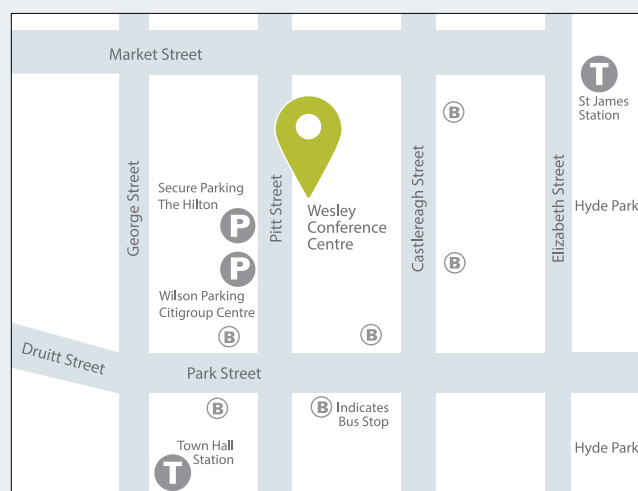 Market Street
T
St James
Station
B
George Street
Pitt Street
Castlereagh Street
Elizabeth Street
Secure Parking
The Hilton
P
Wesley
Conference
Centre
Hyde Park
P
B
Wilson Parking
Citigroup Centre
B
B
Druitt Street
Park Street
B
B Indicates
Bus Stop
Town Hall
Station
T
Hyde Park